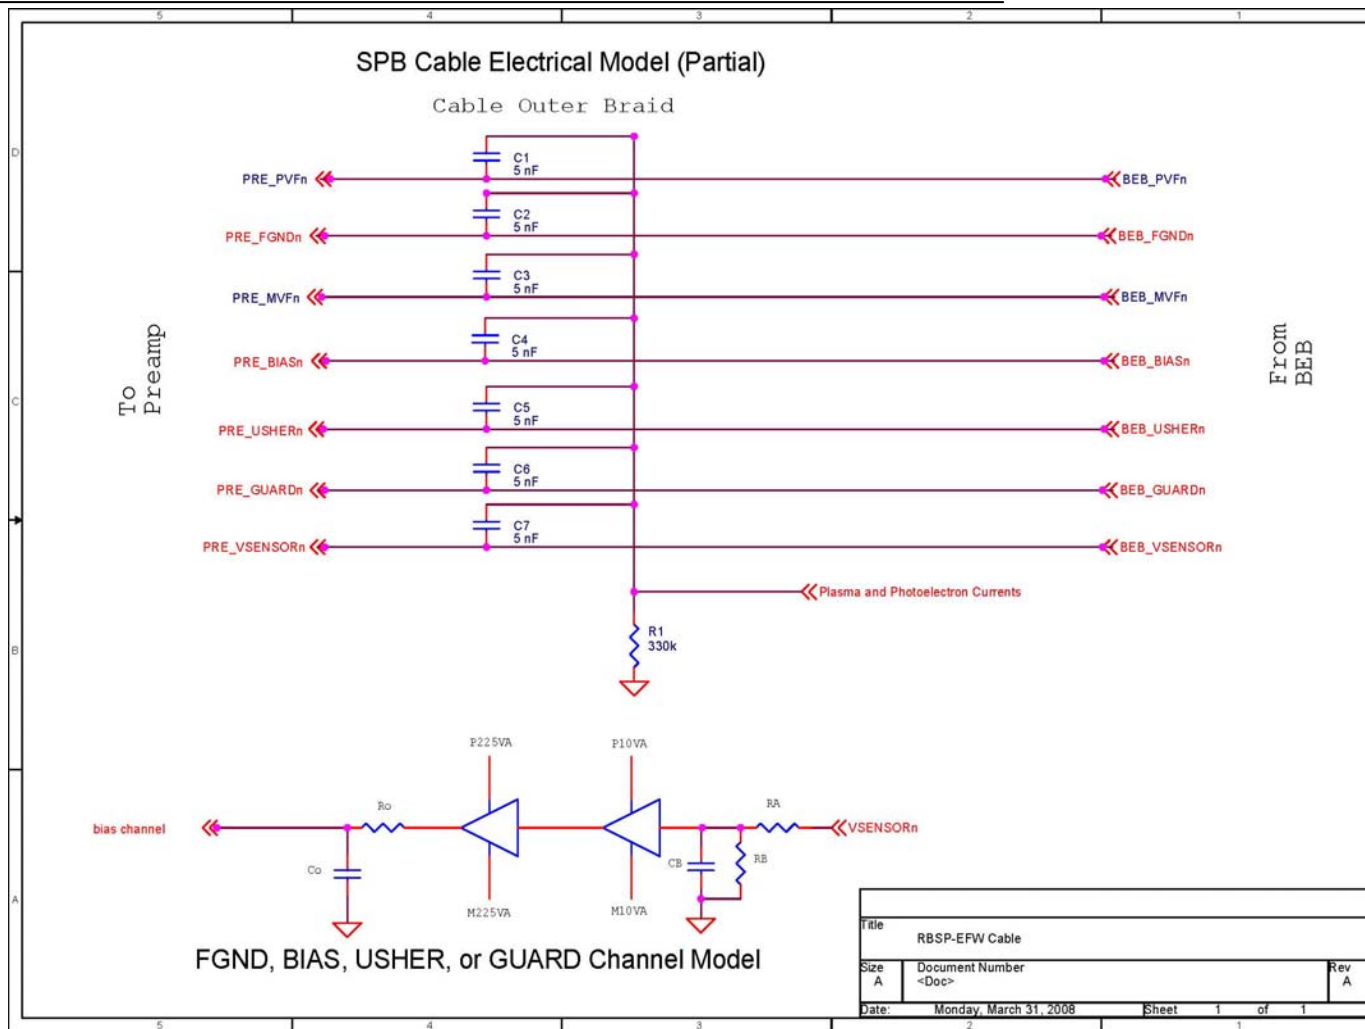 5 4 3 2 1
SPB Cable Electrical Model (Partial)
Cable Outer Braid
D
C1
5 nF
PRE_PVFn
BEB_PVFn
C2
5 nF
PRE_FGNDn
BEB_FGNDn
C3
5 nF
PRE_MVFn
BEB_MVFn
C4
5 nF
PRE_BIASn
BEB_BIASn
To
Preamp
From
BEB
C
C5
5 nF
PRE_USHERn
BEB_USHERn
C6
5 nF
PRE_GUARDn
BEB_GUARDn
C7
5 nF
PRE_VSENSORn
BEB_VSENSORn
Plasma and Photoelectron Currents
B
R1
330k
P225VA
P10VA
Ro
RA
bias channel
VSENSORn
Co
CB
RB
A
M225VA
M10VA
FGND, BIAS, USHER, or GUARD Channel Model
Title
RBSP-EFW Cable
Size
A
Document Number
<Doc>
Rev
A
Date: Monday, March 31, 2008 Sheet 1 of 1
5 4 3 2 1